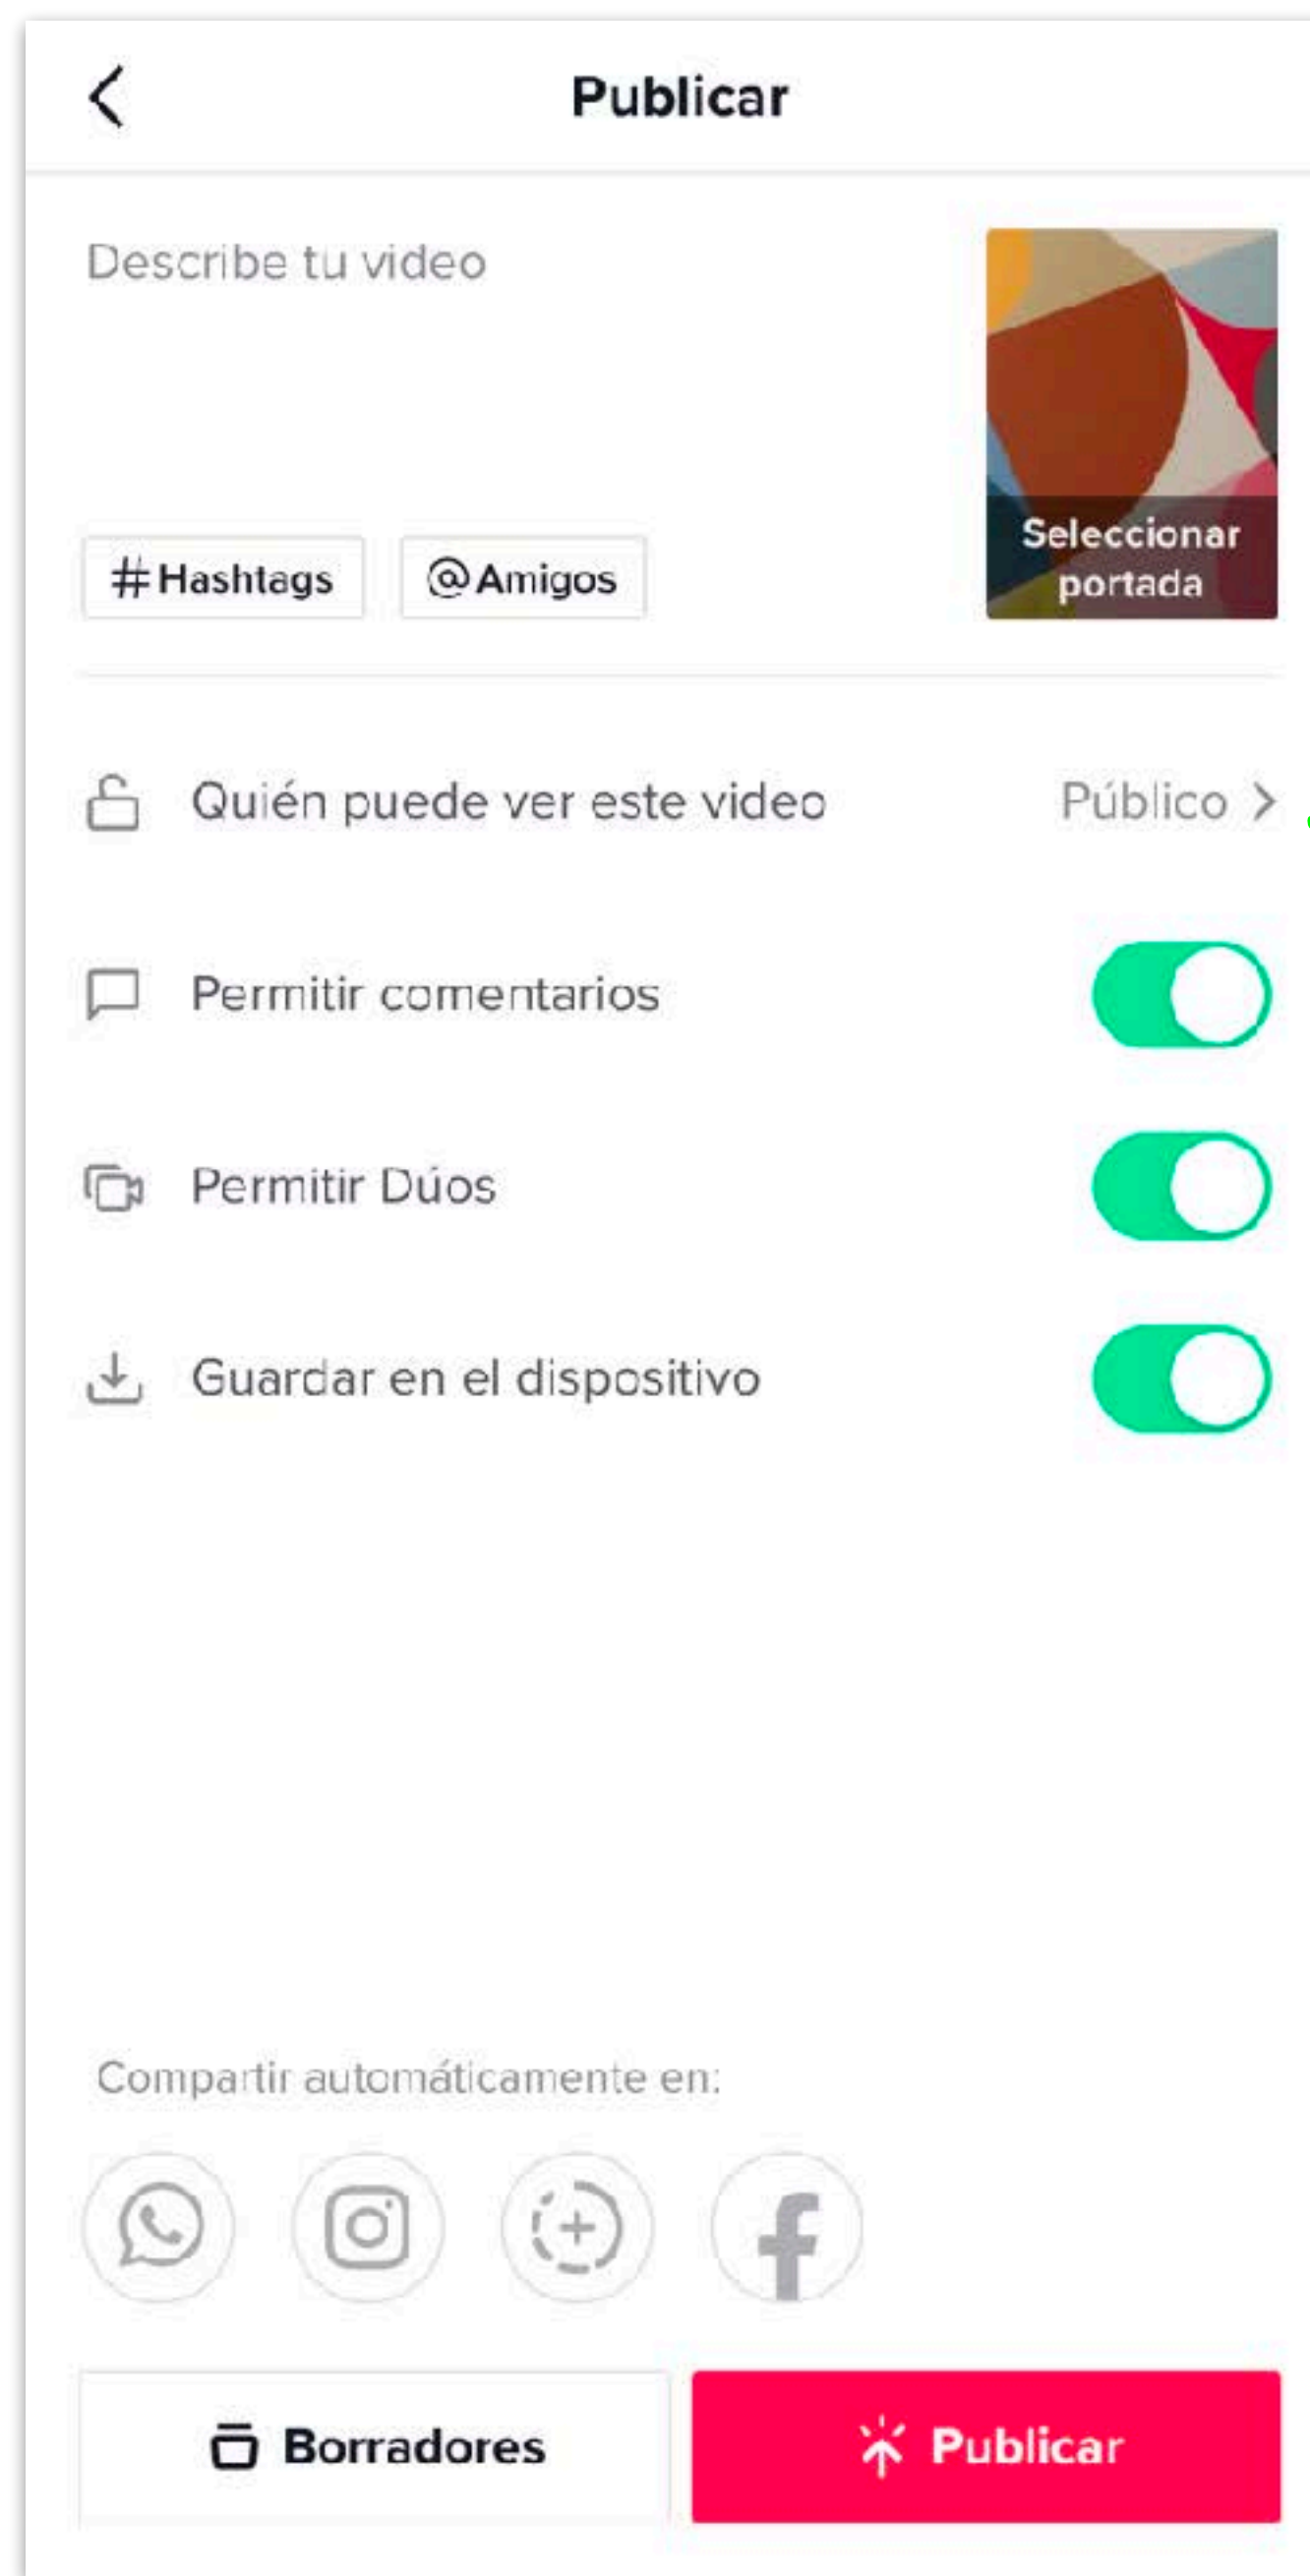 Publicar
Describe tu video
Seleccionar
portada
#Hashtags
@Amigos
Quién puede ver este video
Público >
Permitir comentarios
Permitir Dúos
Guardar en el dispositivo
Compartir automáticamente en:
Borradores
Publicar